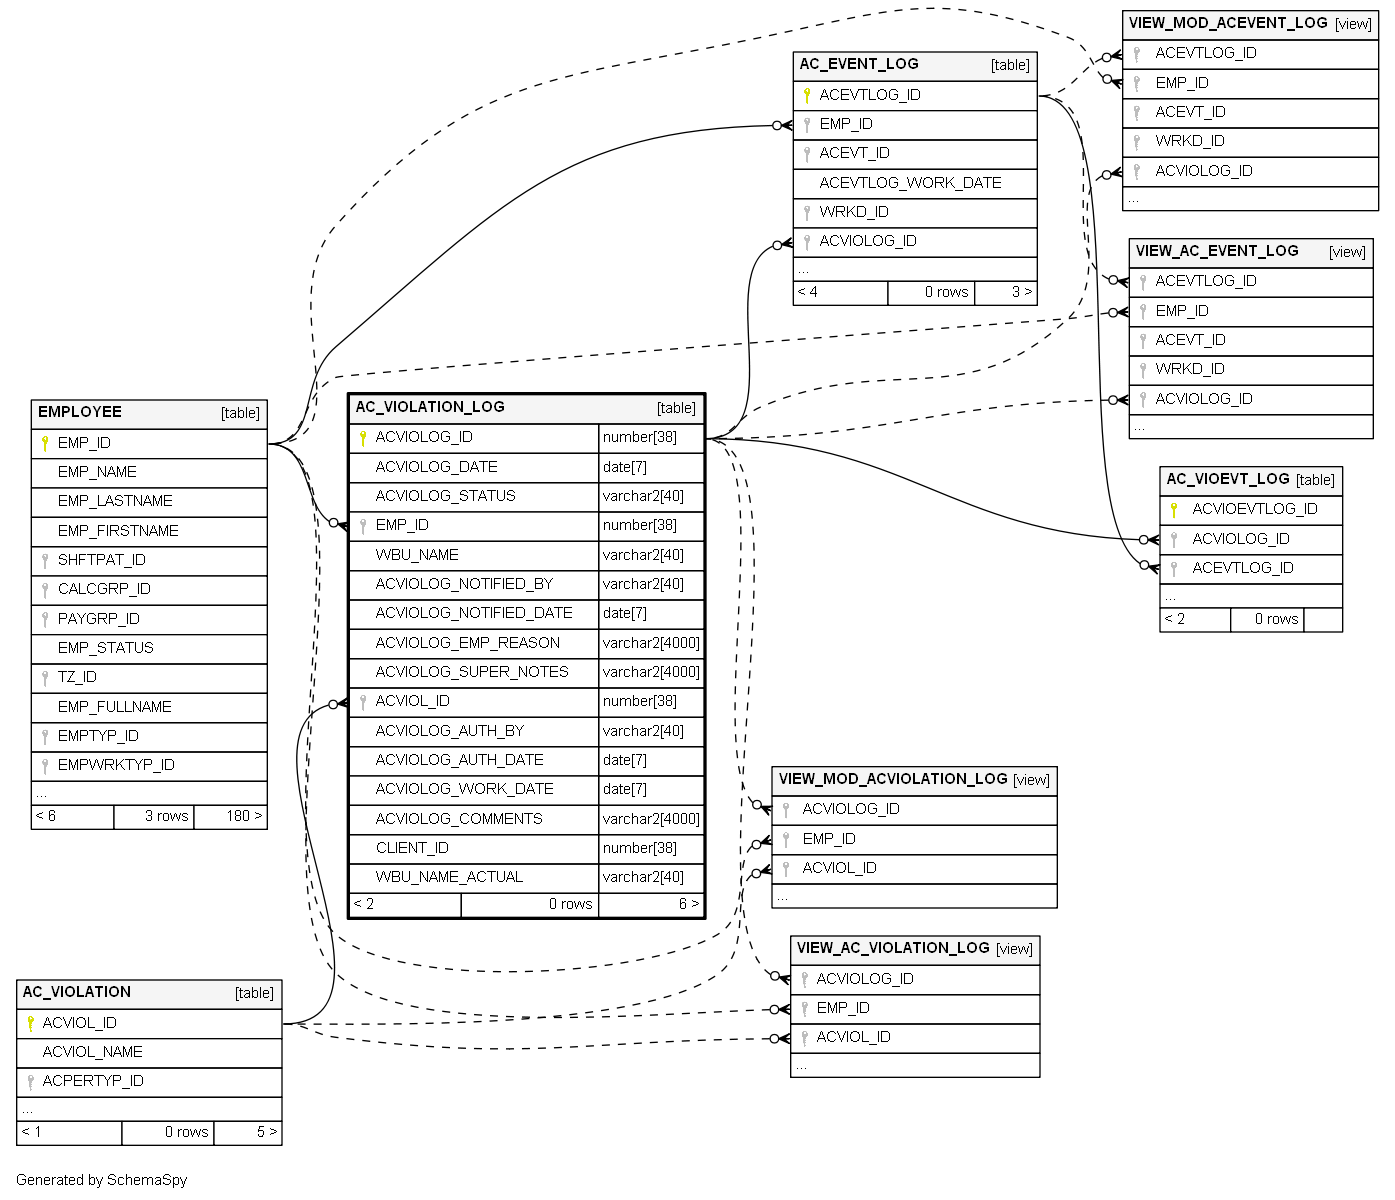 VIEW_MOD_ACEVENT_LOG [view]
ACEVTLOG_ID
EMP_ID
ACEVT_ID
WRKD_ID
ACVIOLOG_ID
...
AC_EVENT_LOG [table]
ACEVTLOG_ID
EMP_ID
ACEVT_ID
ACEVTLOG_WORK_DATE
WRKD_ID
ACVIOLOG_ID
...
< 4 0 rows 3 >
VIEW_AC_EVENT_LOG [view]
ACEVTLOG_ID
EMP_ID
ACEVT_ID
WRKD_ID
ACVIOLOG_ID
...
EMPLOYEE [table]
EMP_ID
EMP_NAME
EMP_LASTNAME
EMP_FIRSTNAME
SHFTPAT_ID
CALCGRP_ID
PAYGRP_ID
EMP_STATUS
TZ_ID
EMP_FULLNAME
EMPTYP_ID
EMPWRKTYP_ID
...
< 6 3 rows 180 >
AC_VIOLATION_LOG [table]
ACVIOLOG_ID number[38]
ACVIOLOG_DATE date[7]
ACVIOLOG_STATUS varchar2[40]
EMP_ID number[38]
WBU_NAME varchar2[40]
ACVIOLOG_NOTIFIED_BY varchar2[40]
ACVIOLOG_NOTIFIED_DATE date[7]
ACVIOLOG_EMP_REASON varchar2[4000]
ACVIOLOG_SUPER_NOTES varchar2[4000]
ACVIOL_ID number[38]
ACVIOLOG_AUTH_BY varchar2[40]
ACVIOLOG_AUTH_DATE date[7]
ACVIOLOG_WORK_DATE date[7]
ACVIOLOG_COMMENTS varchar2[4000]
CLIENT_ID number[38]
WBU_NAME_ACTUAL varchar2[40]
< 2 0 rows 6 >
AC_VIOEVT_LOG [table]
ACVIOEVTLOG_ID
ACVIOLOG_ID
ACEVTLOG_ID
...
< 2 0 rows
VIEW_MOD_ACVIOLATION_LOG [view]
ACVIOLOG_ID
EMP_ID
ACVIOL_ID
...
VIEW_AC_VIOLATION_LOG [view]
ACVIOLOG_ID
EMP_ID
ACVIOL_ID
...
AC_VIOLATION [table]
ACVIOL_ID
ACVIOL_NAME
ACPERTYP_ID
...
< 1 0 rows 5 >
Generated by SchemaSpy